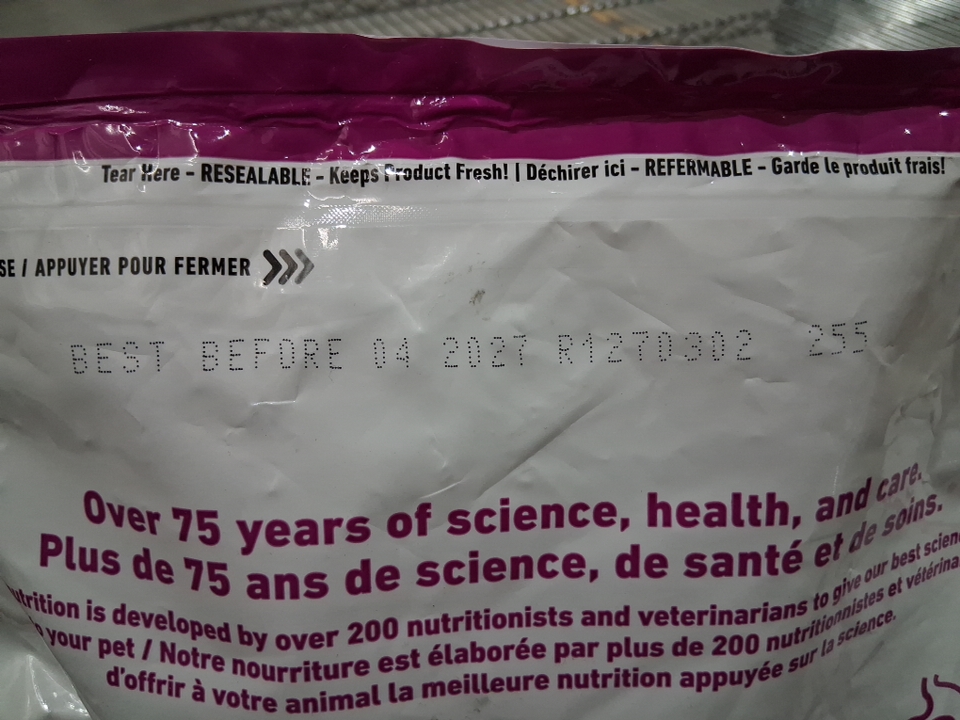 Tear Here - RESEALABLE - Keeps Product Fresh! | Déchirer ici - REFERMABLE - Garde le produit frais!
/ APPUYER POUR FERMER
BEST BEFORE 04 2027 R1270302 255
Over 75 years of science, health, and care.
Plus de 75 ans de science, de santé et de soins.
is developed by over 200 nutritionists and veterinarians to give our best
your pet / Notre nourriture est élaborée par plus de 200 nutritionnistes et
d'offrir à votre animal la meilleure nutrition appuyée sur la science.